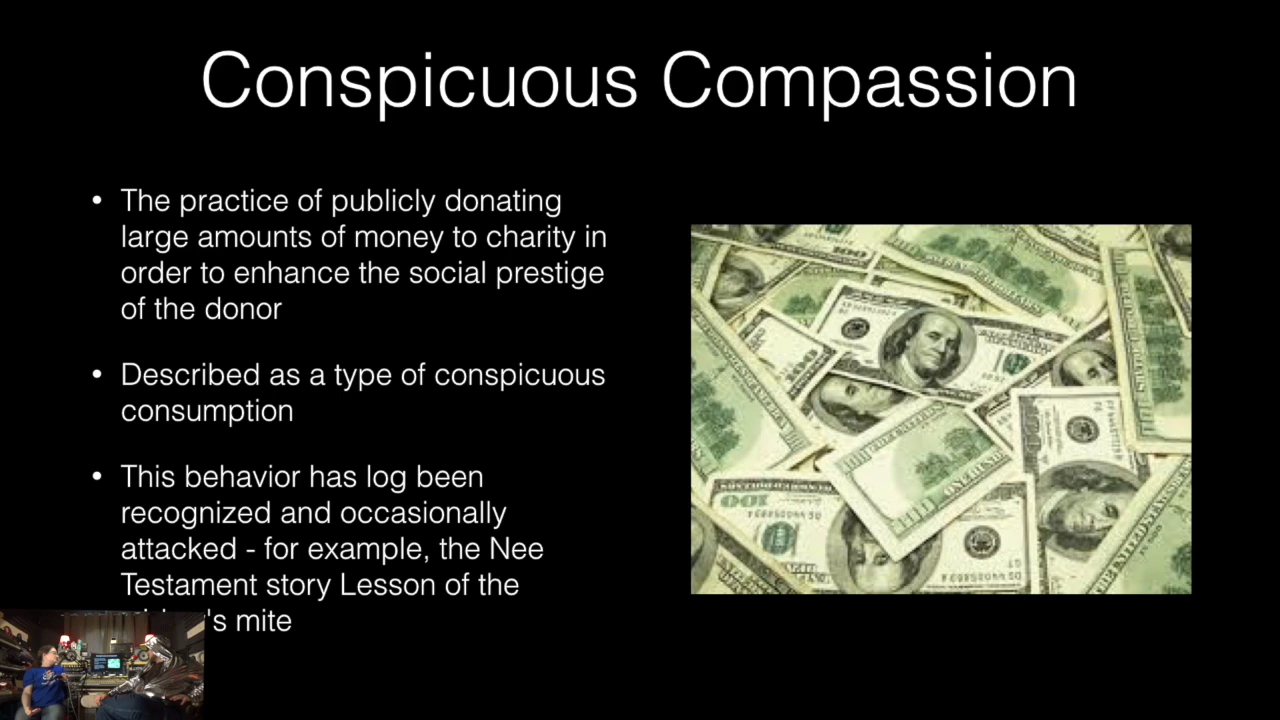 Conspicuous Compassion
• The practice of publicly donating
large amounts of money to charity in
order to enhance the social prestige
of the donor
• Described as a type of conspicuous
consumption
• This behavior has log been
recognized and occasionally
attacked - for example, the Nee
Testament story Lesson of the
's mite
100
100